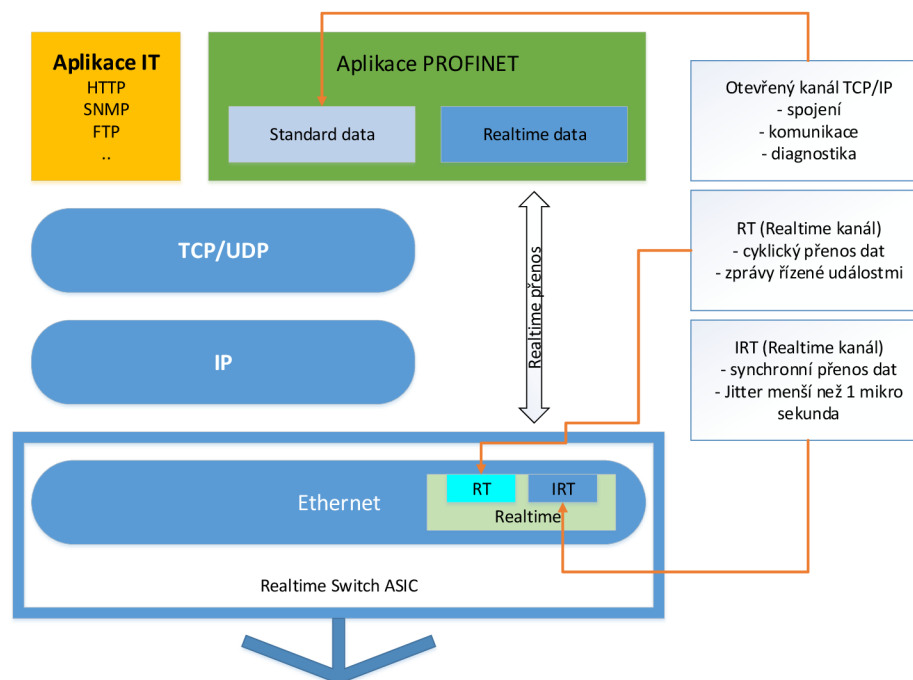 Aplikace IT
HTTP
SNMP
FTP
..
Aplikace PROFINET
Standard data
Realtime data
Otevřený kanál TCP/IP
- spojení
- komunikace
- diagnostika
RT (Realtime kanál)
- cyklický přenos dat
- zprávy řízené událostmi
IRT (Realtime kanál)
- synchronní přenos dat
- Jitter menší než 1 mikro
sekunda
TCP/UDP
Realtime přenos
IP
Ethernet
RT
IRT
Realtime
Realtime Switch ASIC